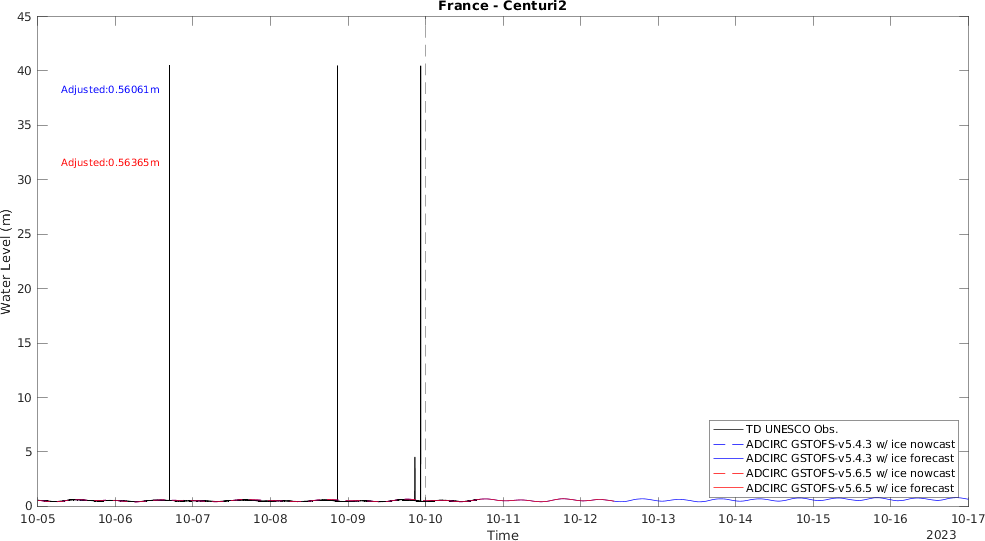 France - Centuri2
45
40
35
30
25
20
15
10
5
0
Water Level (m)
Adjusted:0.56061m
Adjusted:0.56365m
TD UNESCO Obs.
ADCIRC GSTOFS-v5.4.3 w/ ice nowcast
ADCIRC GSTOFS-v5.4.3 w/ ice forecast
ADCIRC GSTOFS-v5.6.5 w/ ice nowcast
ADCIRC GSTOFS-v5.6.5 w/ ice forecast
10-05 10-06 10-07 10-08 10-09 10-10 10-11 10-12 10-13 10-14 10-15 10-16 10-17
Time
2023